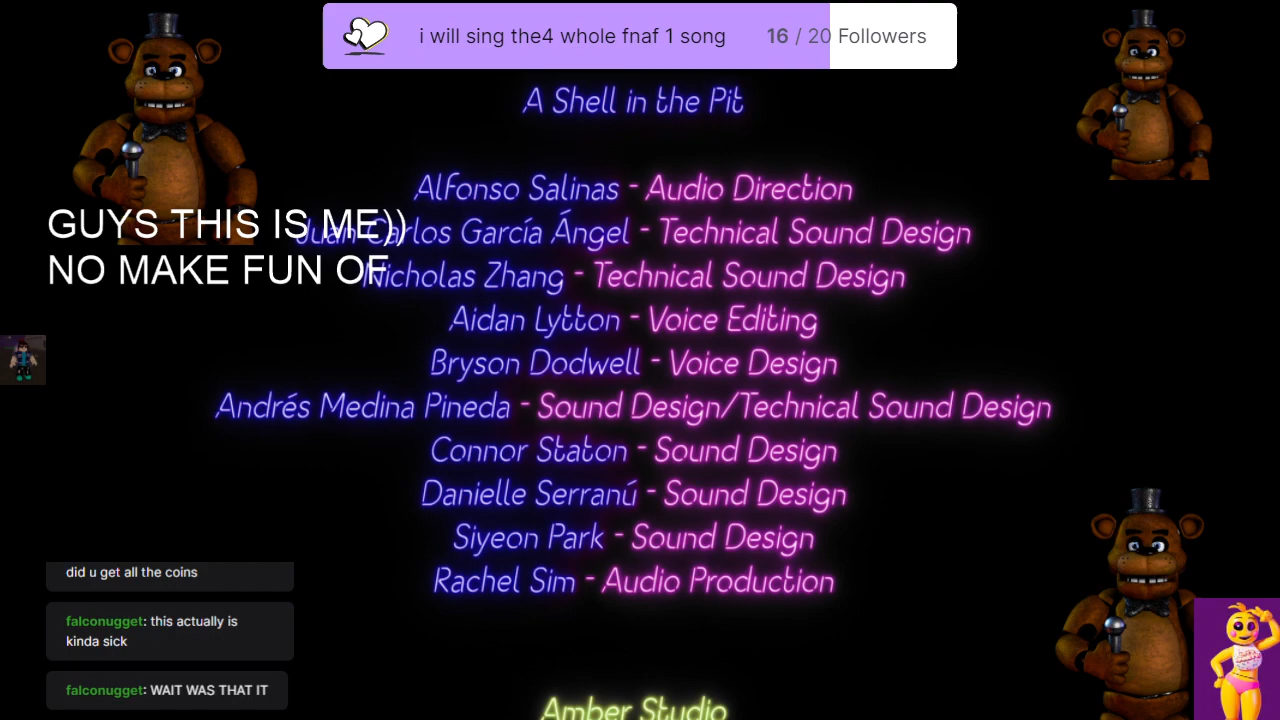 i will sing the4 whole fnaf 1 song 16 / 20 Followers
A Shell in the Pit
Alfonso Salinas - Audio Direction
GUYS THIS IS ME))
Juan Carlos García Ángel - Technical Sound Design
NO MAKE FUN OF
Nicholas Zhang - Technical Sound Design
Aidan Lytton - Voice Editing
Bryson Dodwell - Voice Design
Andrés Medina Pineda - Sound Design/Technical Sound Design
Connor Staton - Sound Design
Danielle Serranú - Sound Design
Siyeon Park - Sound Design
Rachel Sim - Audio Production
did u get all the coins
falconugget: this actually is
kinda sick
falconugget: WAIT WAS THAT IT
Amber Studio